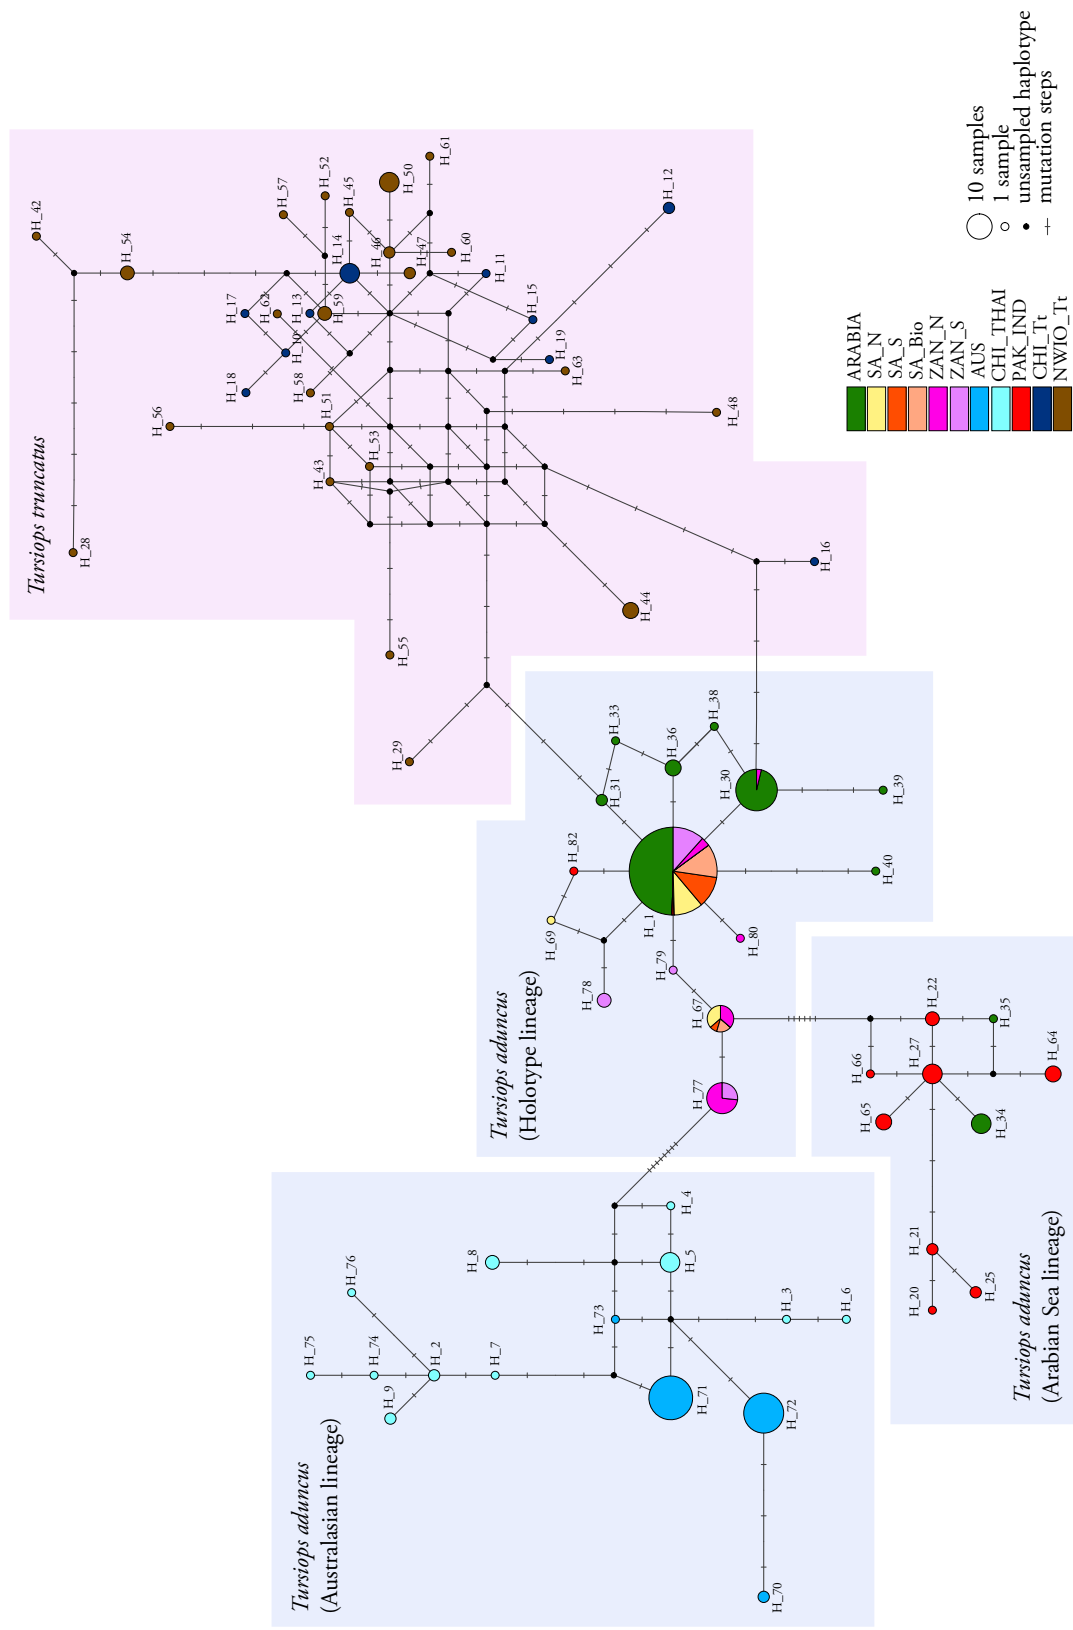 Tursiops truncatus
H_42
H_54
H_28
H_57
H_52
H_61
H_45
H_50
H_14
H_46
H_47
H_60
H_11
H_12
H_17
H_62
H_13
H_59
H_10
H_18
H_58
H_15
H_19
H_63
H_56
H_51
H_53
H_43
H_48
H_55
H_44
H_16
H_29
Tursiops aduncus
(Holotype lineage)
H_33
H_31
H_36
H_38
H_30
H_39
H_40
H_82
H_69
H_1
H_78
H_79
H_80
H_67
H_77
Tursiops aduncus
(Australasian lineage)
H_76
H_75
H_74
H_2
H_9
H_7
H_8
H_4
H_5
H_73
H_3
H_6
H_71
H_72
H_70
Tursiops aduncus
(Arabian Sea lineage)
H_22
H_35
H_66
H_27
H_64
H_65
H_34
H_21
H_20
H_25
ARABIA
SA_N
SA_S
SA_Bio
ZAN_N
ZAN_S
AUS
CHI_THAI
PAK_IND
CHI_Tt
NWIO_Tt
10 samples
1 sample
unsampled haplotype
mutation steps